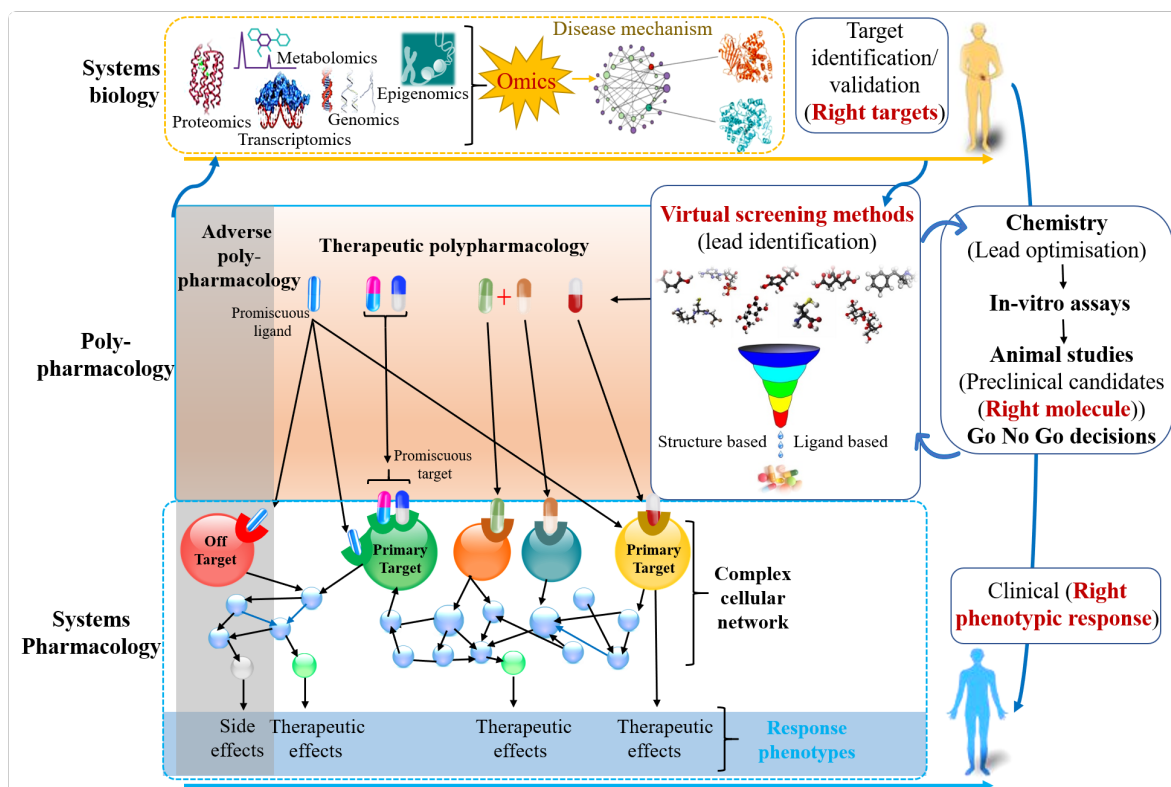 Systems
biology
Proteomics
Metabolomics
Transcriptomics
Genomics
Epigenomics
Omics
Disease mechanism
Target
identification/
validation
(Right targets)
Poly-
pharmacology
Adverse
poly-
pharmacology
Therapeutic polypharmacology
Promiscuous
ligand
+
Promiscuous
target
Virtual screening methods
(lead identification)
Structure based
Ligand based
Chemistry
(Lead optimisation)
In-vitro assays
Animal studies
(Preclinical candidates
(Right molecule))
Go No Go decisions
Systems
Pharmacology
Off
Target
Primary
Target
Primary
Target
Complex
cellular
network
Clinical (Right
phenotypic response)
Side
effects
Therapeutic
effects
Therapeutic
effects
Therapeutic
effects
Response
phenotypes